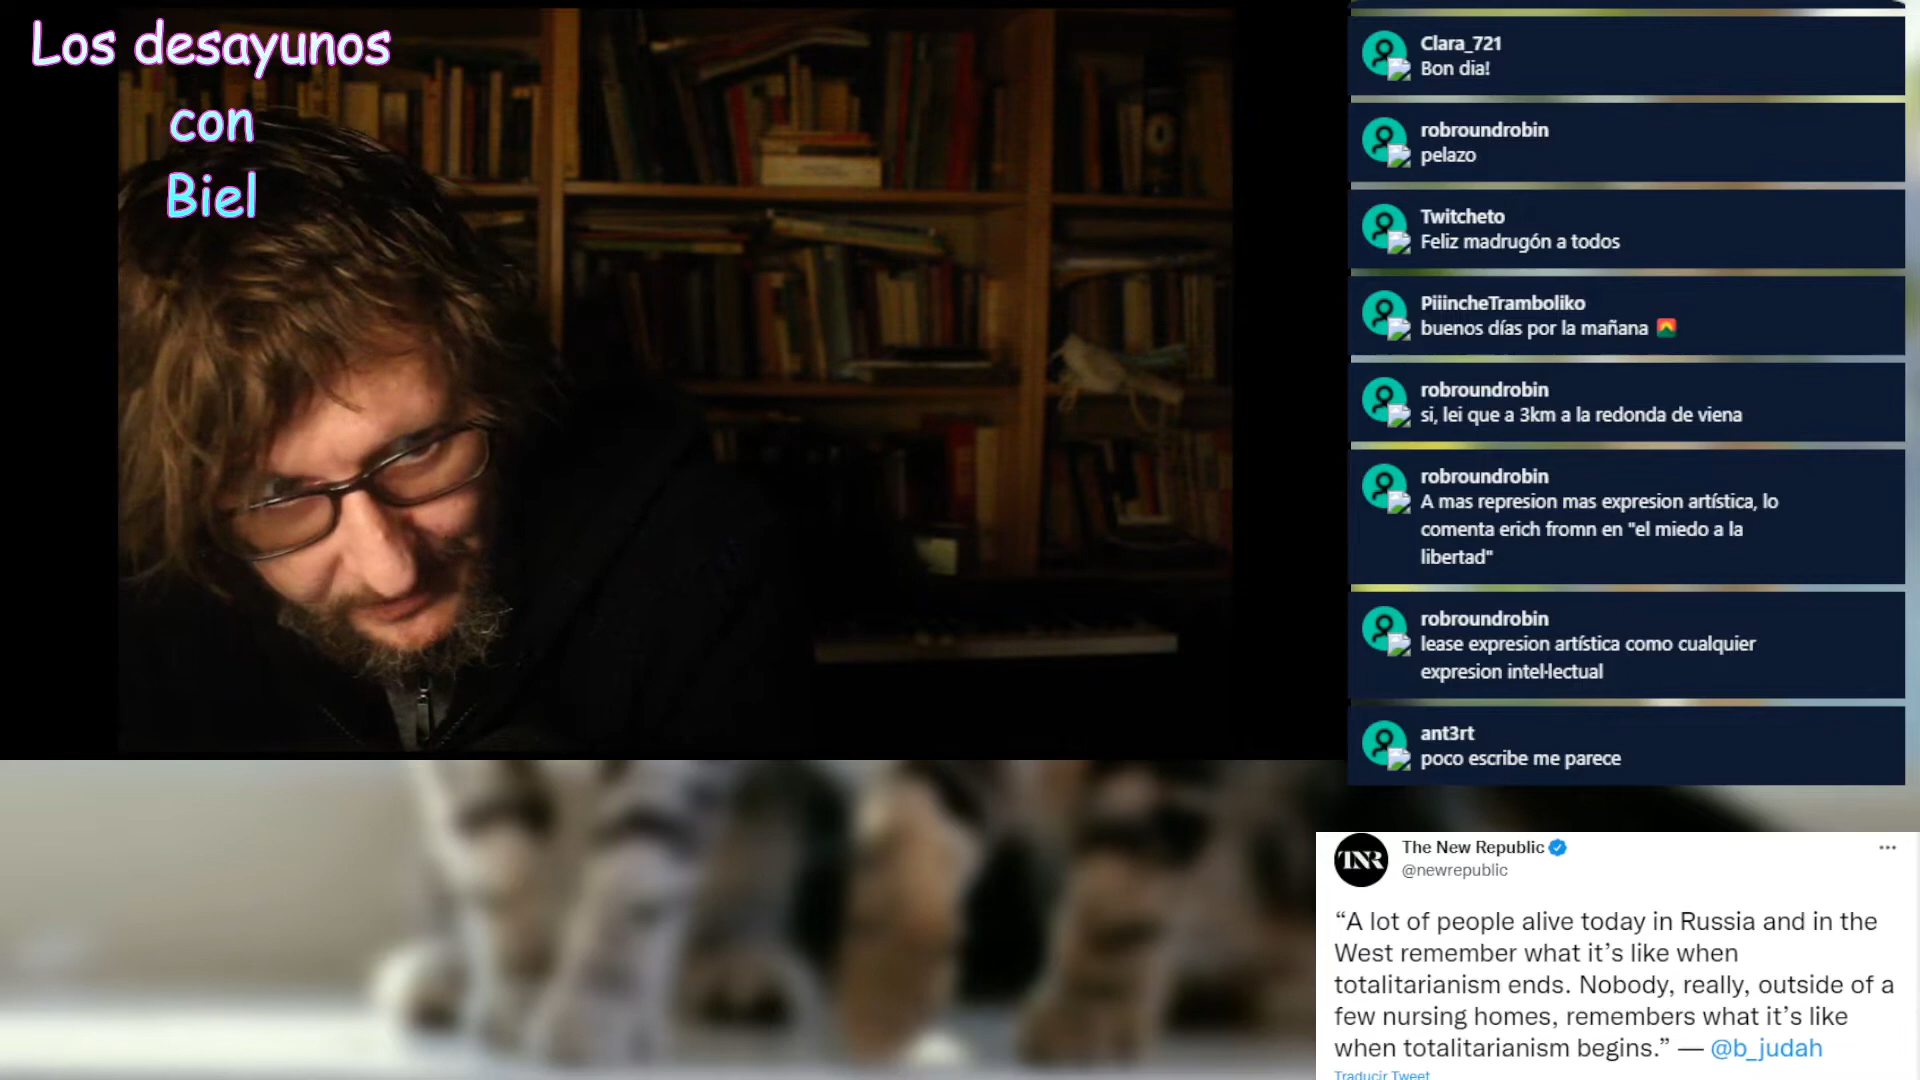 Los desayunos
con
Biel
Clara_721
Bon dia!
robroundrobin
pelazo
Twitcheto
Feliz madrugón a todos
PiiincheTramboliko
buenos días por la mañana
robroundrobin
si, lei que a 3km a la redonda de viena
robroundrobin
A mas represion mas expresion artística, lo
comenta erich fromn en "el miedo a la
libertad"
robroundrobin
lease expresion artística como cualquier
expresion intel·lectual
ant3rt
poco escribe me parece
TNR
The New Republic
@newrepublic
“A lot of people alive today in Russia and in the
West remember what it’s like when
totalitarianism ends. Nobody, really, outside of a
few nursing homes, remembers what it’s like
when totalitarianism begins.” — @b_judah
Traducir Tweet